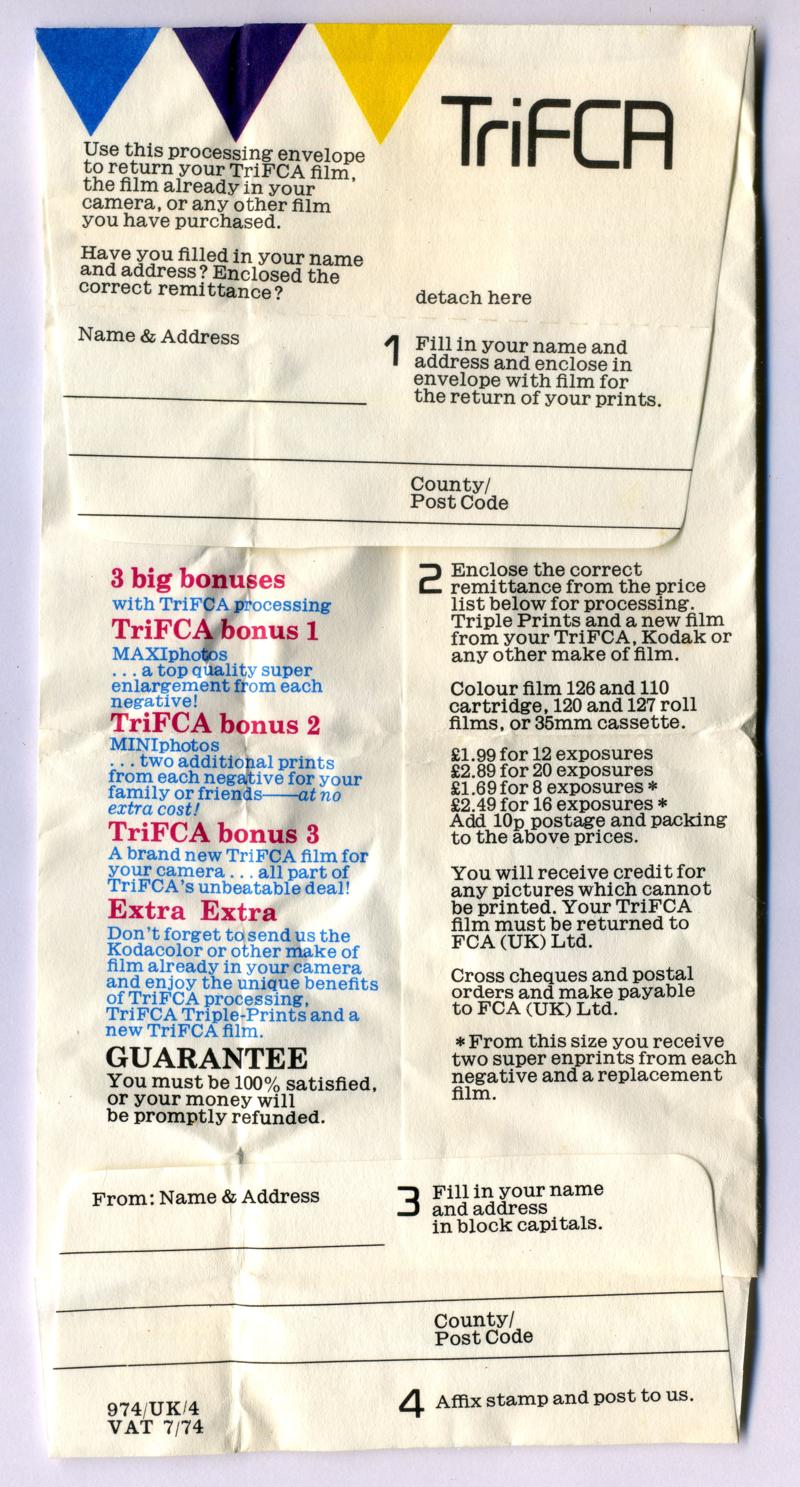 TriFCA
Use this processing envelope
to return your TriFCA film,
the film already in your
camera, or any other film
you have purchased.
Have you filled in your name
and address? Enclosed the
correct remittance?
detach here
Name & Address
1 Fill in your name and
address and enclose in
envelope with film for
the return of your prints.
County/
Post Code
3 big bonuses
with TriFCA processing
TriFCA bonus 1
MAXIphotos
... a top quality super
enlargement from each
negative!
TriFCA bonus 2
MINIphotos
... two additional prints
from each negative for your
family or friends——at no
extra cost!
TriFCA bonus 3
A brand new TriFCA film for
your camera ... all part of
TriFCA's unbeatable deal!
Extra Extra
Don't forget to send us the
Kodacolor or other make of
film already in your camera
and enjoy the unique benefits
of TriFCA processing,
TriFCA Triple-Prints and a
new TriFCA film.
GUARANTEE
You must be 100% satisfied,
or your money will
be promptly refunded.
2 Enclose the correct
remittance from the price
list below for processing.
Triple Prints and a new film
from your TriFCA, Kodak or
any other make of film.
Colour film 126 and 110
cartridge, 120 and 127 roll
films, or 35mm cassette.
£1.99 for 12 exposures
£2.89 for 20 exposures
£1.69 for 8 exposures *
£2.49 for 16 exposures *
Add 10p postage and packing
to the above prices.
You will receive credit for
any pictures which cannot
be printed. Your TriFCA
film must be returned to
FCA (UK) Ltd.
Cross cheques and postal
orders and make payable
to FCA (UK) Ltd.
* From this size you receive
two super enprints from each
negative and a replacement
film.
From: Name & Address
3 Fill in your name
and address
in block capitals.
County/
Post Code
974/UK/4
VAT 7/74
4 Affix stamp and post to us.